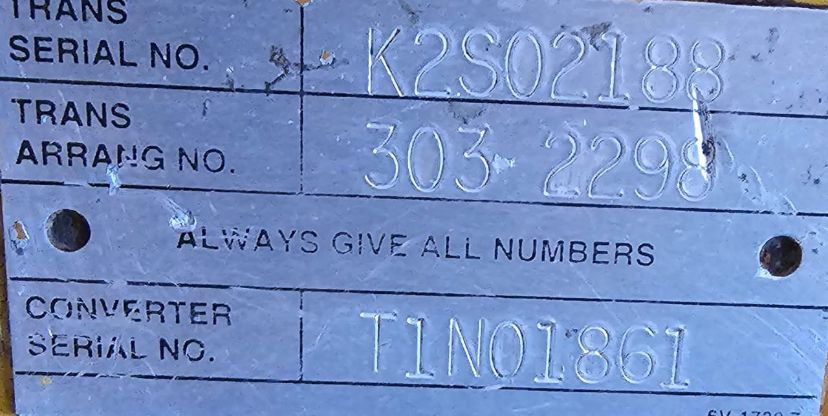 TRANS
SERIAL NO. K2S02188
TRANS
ARRANG NO. 303-2298
ALWAYS GIVE ALL NUMBERS
CONVERTER
SERIAL NO. T1N01861